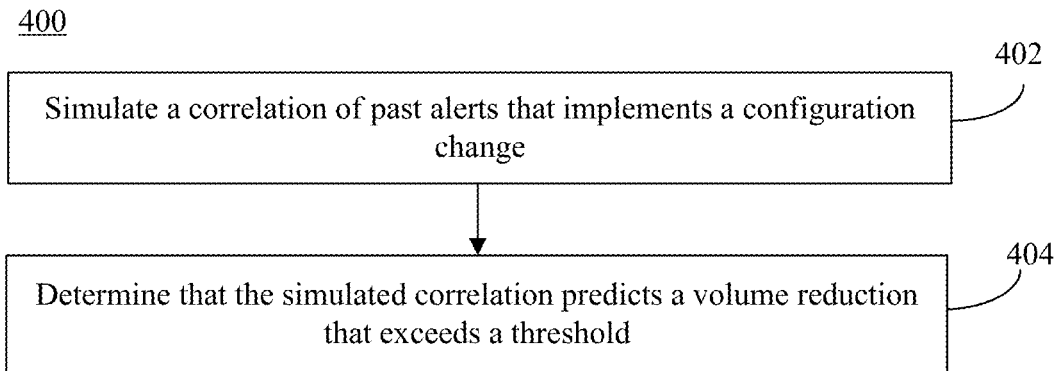 400
402
Simulate a correlation of past alerts that implements a configuration
change
404
Determine that the simulated correlation predicts a volume reduction
that exceeds a threshold